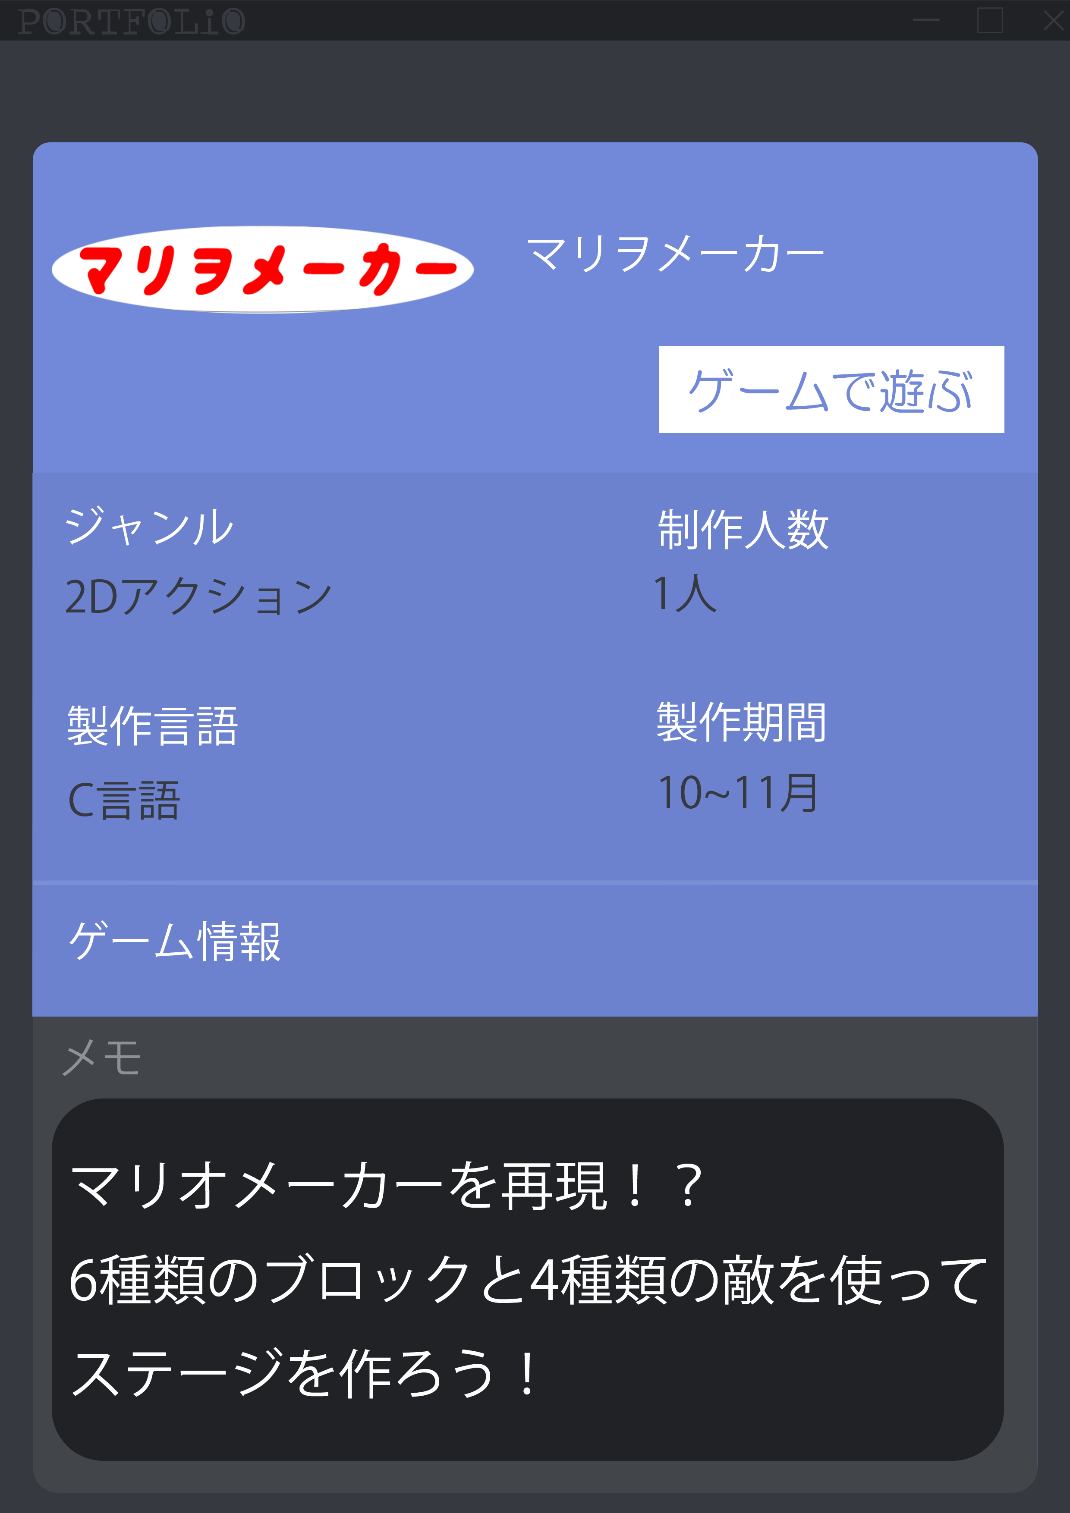 PORTFOLiO
マリヲメーカー
マリヲメーカー
ゲームで遊ぶ
ジャンル
2Dアクション
制作人数
1人
製作言語
C言語
製作期間
10~11月
ゲーム情報
メモ
マリオメーカーを再現！？
6種類のブロックと4種類の敵を使って
ステージを作ろう！